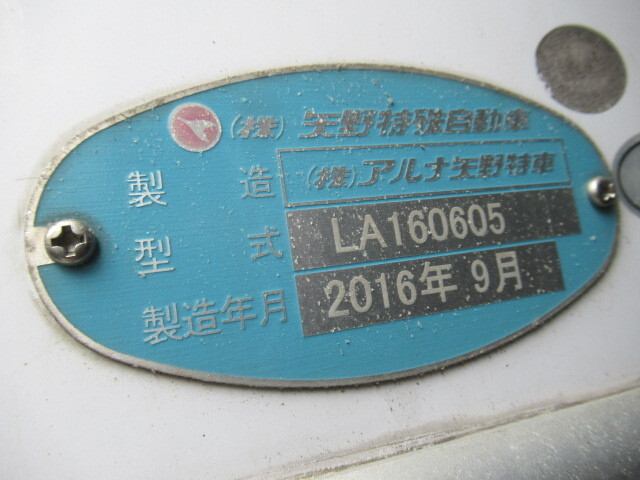 (株)矢野特殊自動車
製造 (株)アルナ矢野特車
型式 LA160605
製造年月 2016年 9月